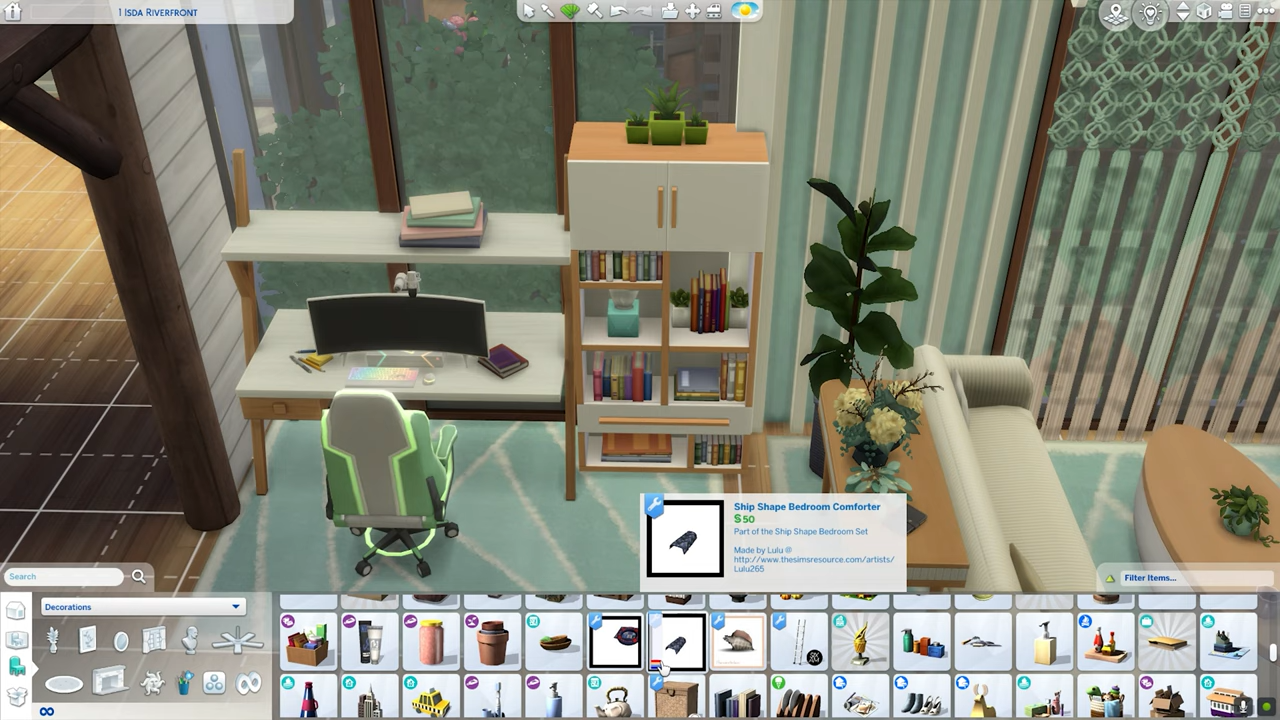 1 Isda Riverfront
Ship Shape Bedroom Comforter
§50
Part of the Ship Shape Bedroom Set
Made by Lulu @
http://www.thesimsresource.com/artists/
Lulu265
Search
Filter Items...
Decorations